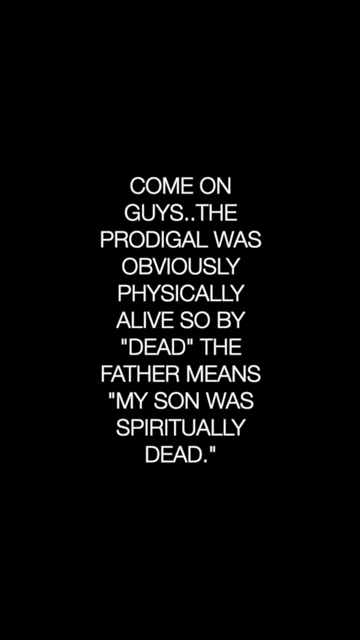 COME ON
GUYS..THE
PRODIGAL WAS
OBVIOUSLY
PHYSICALLY
ALIVE SO BY
"DEAD" THE
FATHER MEANS
"MY SON WAS
SPIRITUALLY
DEAD."